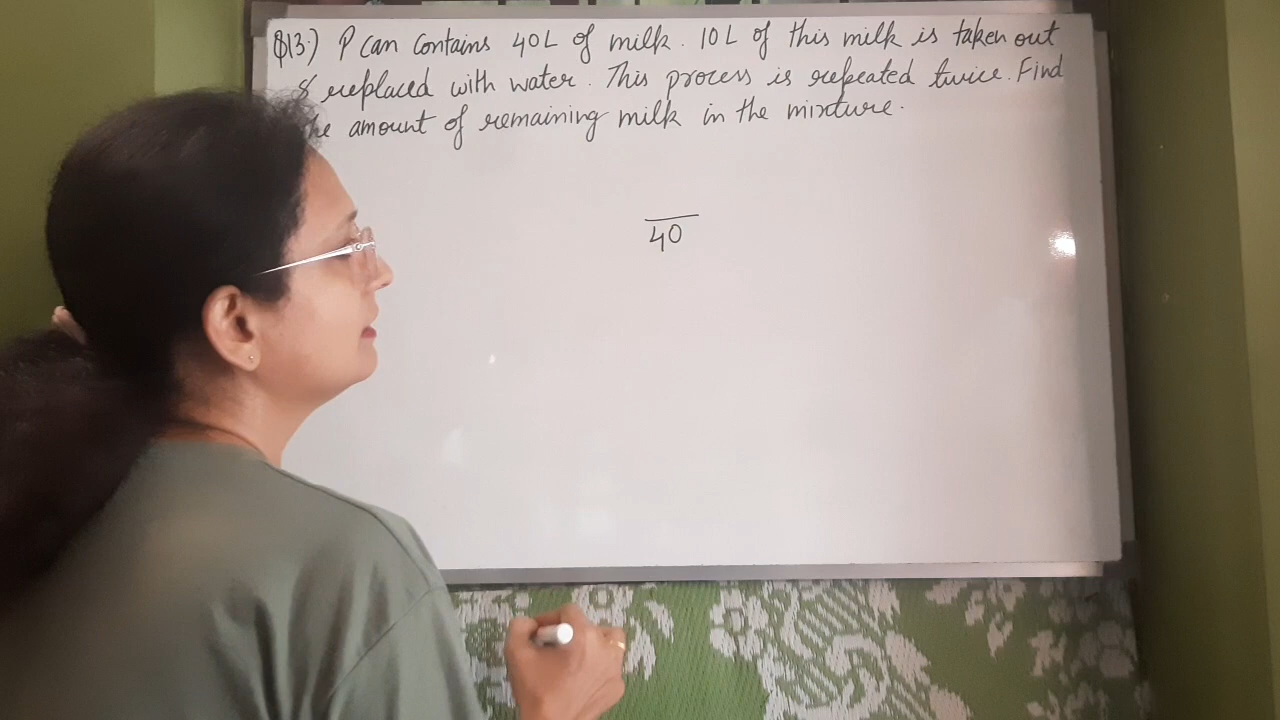 Q13:) P can contains 40L of milk. 10L of this milk is taken out
& replaced with water. This process is repeated twice. Find
amount of remaining milk in the mixture.
40